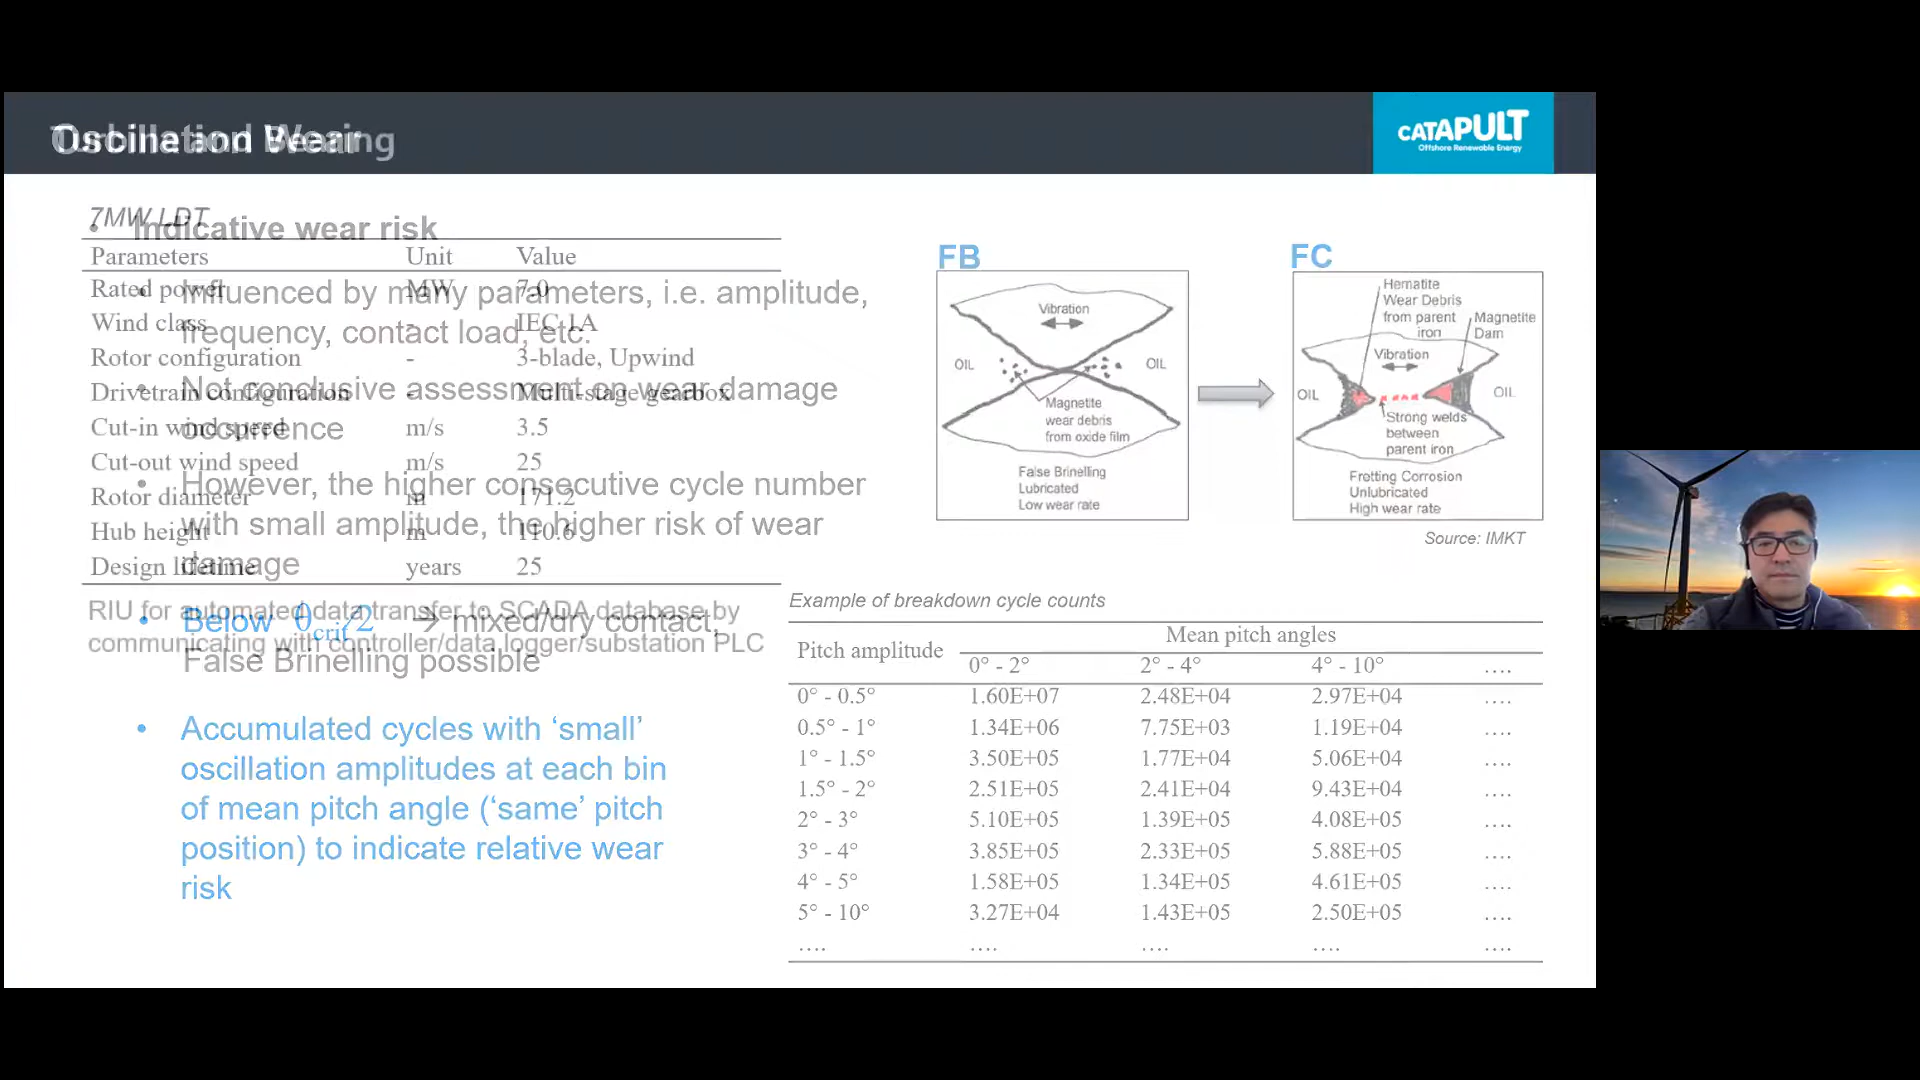 Oscillation Wear
Turbine and Bearing
CATAPULT
Offshore Renewable Energy
7MW LDT
Parameters Unit Value
Rated power MW 7.0
Wind class - IEC 1A
Rotor configuration - 3-blade, Upwind
Drivetrain configuration - Multi-stage gearbox
Cut-in wind speed m/s 3.5
Cut-out wind speed m/s 25
Rotor diameter m 171.2
Hub height m 110.6
Design lifetime years 25
RIU for automated data transfer to SCADA database by
communicating with controller/data logger/substation PLC
• Indicative wear risk
• Influenced by many parameters, i.e. amplitude,
frequency, contact load, etc.
• Not conclusive assessment on wear damage
occurrence
• However, the higher consecutive cycle number
with small amplitude, the higher risk of wear
damage
• Below θcrit/2 → mixed/dry contact,
False Brinelling possible
• Accumulated cycles with ‘small’
oscillation amplitudes at each bin
of mean pitch angle (‘same’ pitch
position) to indicate relative wear
risk
FB
Vibration
OIL
OIL
Magnetite
wear debris
from oxide film
False Brinelling
Lubricated
Low wear rate
FC
Hematite
Wear Debris
from parent
iron
Magnetite
Dam
Vibration
OIL
OIL
Strong welds
between
parent iron
Fretting Corrosion
Unlubricated
High wear rate
Source: IMKT
Example of breakdown cycle counts
Pitch amplitude Mean pitch angles
0° - 2° 2° - 4° 4° - 10° ....
0° - 0.5° 1.60E+07 2.48E+04 2.97E+04 ....
0.5° - 1° 1.34E+06 7.75E+03 1.19E+04 ....
1° - 1.5° 3.50E+05 1.77E+04 5.06E+04 ....
1.5° - 2° 2.51E+05 2.41E+04 9.43E+04 ....
2° - 3° 5.10E+05 1.39E+05 4.08E+05 ....
3° - 4° 3.85E+05 2.33E+05 5.88E+05 ....
4° - 5° 1.58E+05 1.34E+05 4.61E+05 ....
5° - 10° 3.27E+04 1.43E+05 2.50E+05 ....
.... .... .... .... ....